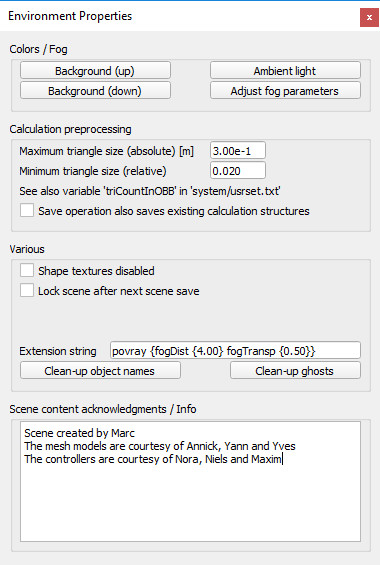 Environment Properties
x
Colors / Fog
Background (up)
Ambient light
Background (down)
Adjust fog parameters
Calculation preprocessing
Maximum triangle size (absolute) [m]
3.00e-1
Minimum triangle size (relative)
0.020
See also variable 'triCountInOBB' in 'system/usrset.txt'
Save operation also saves existing calculation structures
Various
Shape textures disabled
Lock scene after next scene save
Extension string
povray {fogDist {4.00} fogTransp {0.50}}
Clean-up object names
Clean-up ghosts
Scene content acknowledgments / Info
Scene created by Marc
The mesh models are courtesy of Annick, Yann and Yves
The controllers are courtesy of Nora, Niels and Maxim